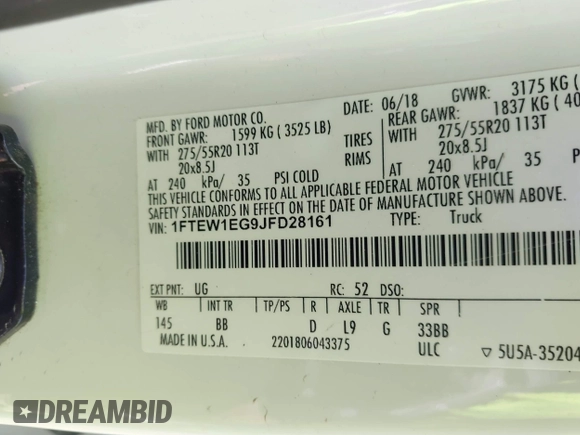 DATE: 06/18 GVWR: 3175 KG (
MFD. BY FORD MOTOR CO. REAR GAWR: 1837 KG ( 40
FRONT GAWR: 1599 KG ( 3525 LB)
WITH 275/55R20 113T TIRES WITH 275/55R20 113T
20x8.5J RIMS 20x8.5J
AT 240 kPa/ 35 PSI COLD AT 240 kPa/ 35
THIS VEHICLE CONFORMS TO ALL APPLICABLE FEDERAL MOTOR VEHICLE
SAFETY STANDARDS IN EFFECT ON THE DATE OF MANUFACTURE SHOWN ABOVE.
VIN: 1FTEW1EG9JFD28161 TYPE: Truck
EXT PNT: UG RC: 52 DSO:
WB INT TR TP/PS R AXLE TR SPR
145 BB D L9 G 33BB
MADE IN U.S.A. 2201806043375 ULC ▽ 5U5A-35204
DREAMBID